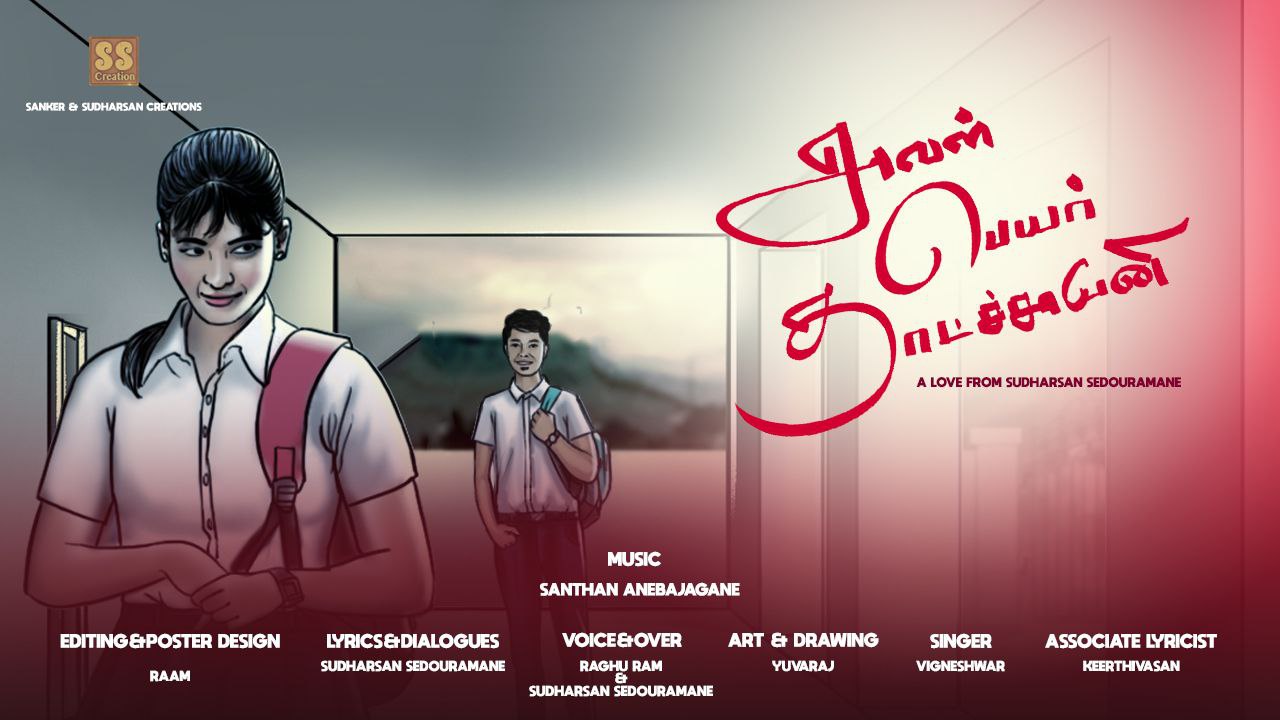 SS
Creation
SANKER & SUDHARSAN CREATIONS
அவள்
பெயர்
தாட்ச்சாயினி
A LOVE FROM SUDHARSAN SEDOURAMANE
MUSIC
SANTHAN ANEBAJAGANE
EDITING&POSTER DESIGN
RAAM
LYRICS&DIALOGUES
SUDHARSAN SEDOURAMANE
VOICE&OVER
RAGHU RAM
&
SUDHARSAN SEDOURAMANE
ART & DRAWING
YUVARAJ
SINGER
VIGNESHWAR
ASSOCIATE LYRICIST
KEERTHIVASAN